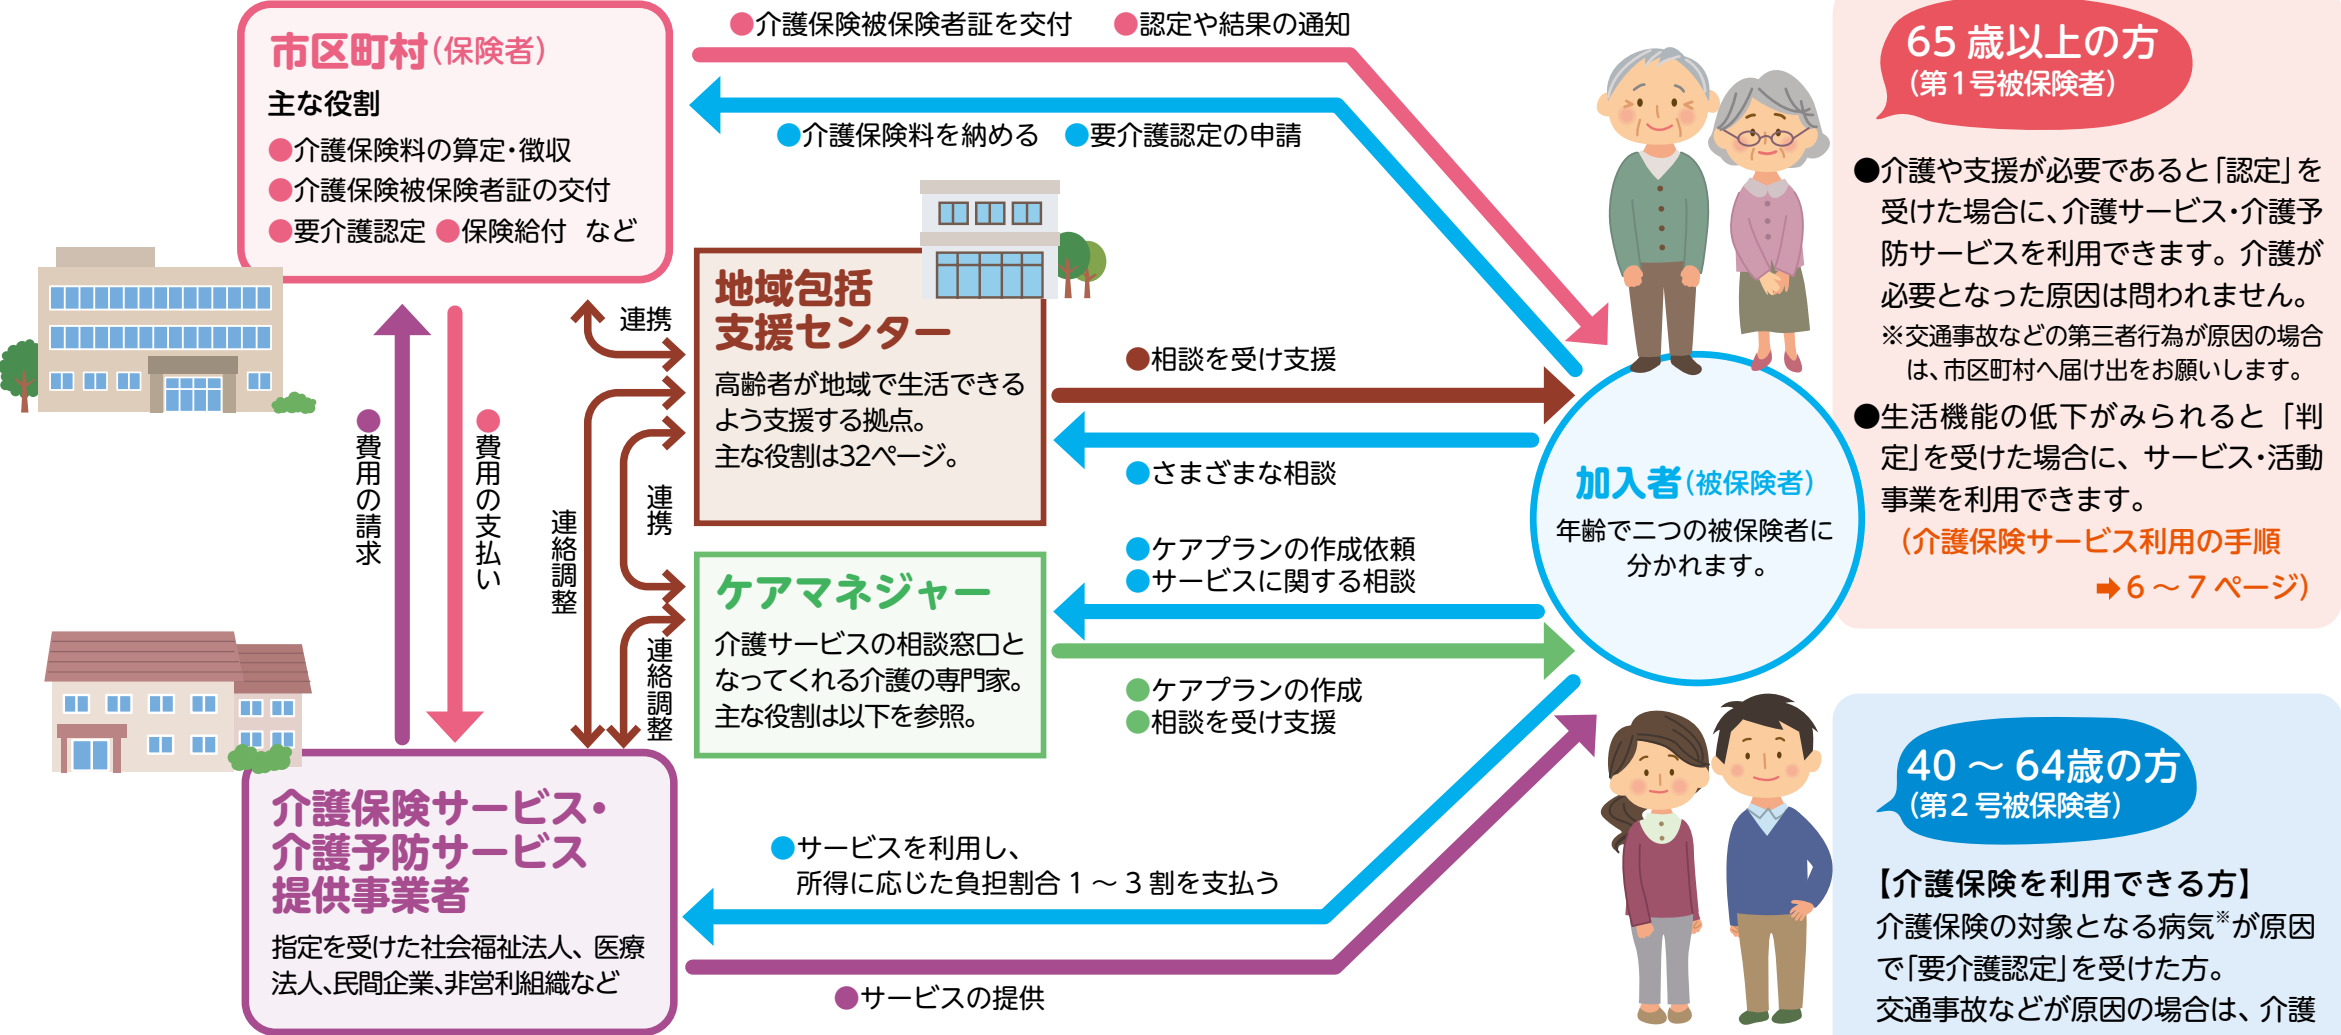 ●介護保険被保険者証を交付　●認定や結果の通知
市区町村（保険者）
主な役割
●介護保険料の算定・徴収
●介護保険被保険者証の交付
●要介護認定 ●保険給付　など
●介護保険料を納める　●要介護認定の申請
地域包括
支援センター
高齢者が地域で生活できる
よう支援する拠点。
主な役割は32ページ。
連携
●費用の請求
●費用の支払い
連絡調整
連携
連絡調整
●相談を受け支援
●さまざまな相談
ケアマネジャー
介護サービスの相談窓口と
なってくれる介護の専門家。
主な役割は以下を参照。
●ケアプランの作成依頼
●サービスに関する相談
●ケアプランの作成
●相談を受け支援
加入者（被保険者）
年齢で二つの被保険者に
分かれます。
介護保険サービス・
介護予防サービス
提供事業者
指定を受けた社会福祉法人、医療
法人、民間企業、非営利組織など
●サービスを利用し、
所得に応じた負担割合 1 ～ 3 割を支払う
●サービスの提供
65 歳以上の方
（第1号被保険者）
●介護や支援が必要であると「認定」を
受けた場合に、介護サービス・介護予
防サービスを利用できます。介護が
必要となった原因は問われません。
※交通事故などの第三者行為が原因の場合
は、市区町村へ届け出をお願いします。
●生活機能の低下がみられると「判
定」を受けた場合に、サービス・活動
事業を利用できます。
（介護保険サービス利用の手順
➡ 6 ～ 7 ページ）
40 ～ 64歳の方
（第2 号被保険者）
【介護保険を利用できる方】
介護保険の対象となる病気※が原因
で「要介護認定」を受けた方。
交通事故などが原因の場合は、介護